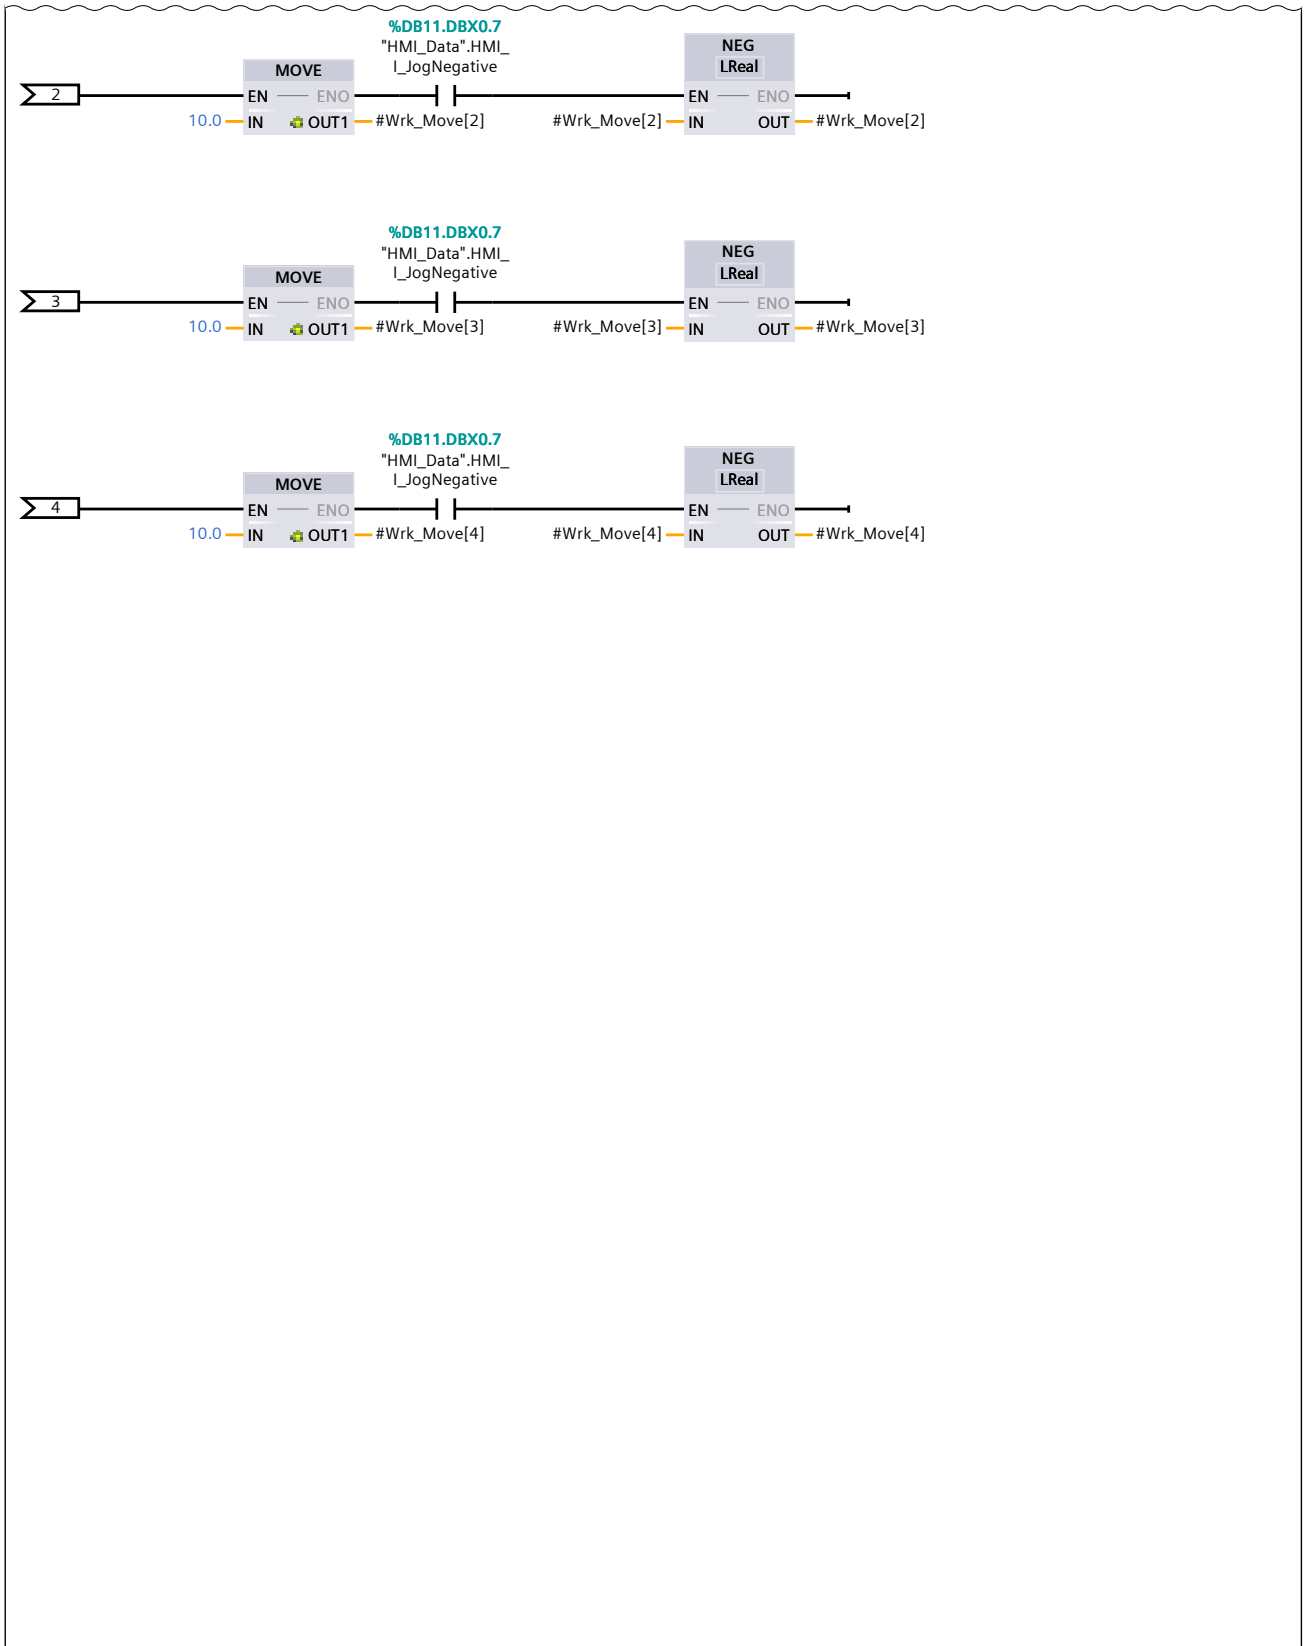 %DB11.DBX0.7
"HMI_Data".HMI_
I_JogNegative
NEG
LReal
MOVE
2
EN ENO
EN ENO
10.0 IN OUT1 #Wrk_Move[2]
#Wrk_Move[2] IN OUT #Wrk_Move[2]
%DB11.DBX0.7
"HMI_Data".HMI_
I_JogNegative
NEG
LReal
MOVE
3
EN ENO
EN ENO
10.0 IN OUT1 #Wrk_Move[3]
#Wrk_Move[3] IN OUT #Wrk_Move[3]
%DB11.DBX0.7
"HMI_Data".HMI_
I_JogNegative
NEG
LReal
MOVE
4
EN ENO
EN ENO
10.0 IN OUT1 #Wrk_Move[4]
#Wrk_Move[4] IN OUT #Wrk_Move[4]